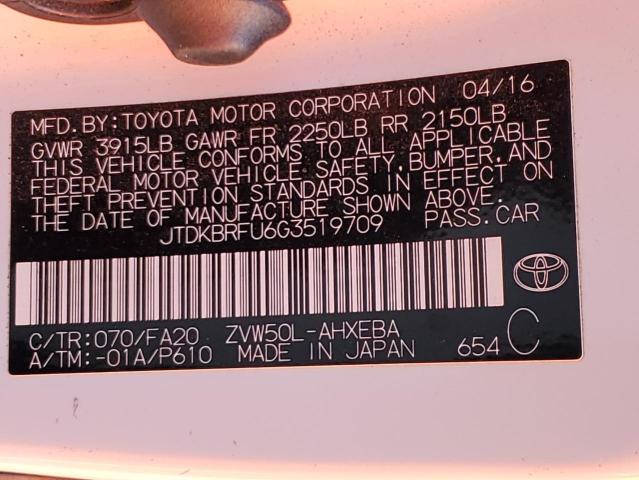 MFD. BY: TOYOTA MOTOR CORPORATION 04/16
GVWR 3915LB GAWR FR 2250LB RR 2150LB
THIS VEHICLE CONFORMS TO ALL APPLICABLE
FEDERAL MOTOR VEHICLE SAFETY, BUMPER, AND
THEFT PREVENTION STANDARDS IN EFFECT ON
THE DATE OF MANUFACTURE SHOWN ABOVE.
JTDKBRFU6G3519709 PASS. CAR
C/TR: 070/FA20 ZVW50L-AHXEBA
A/TM: -01A/P610 MADE IN JAPAN 654 C